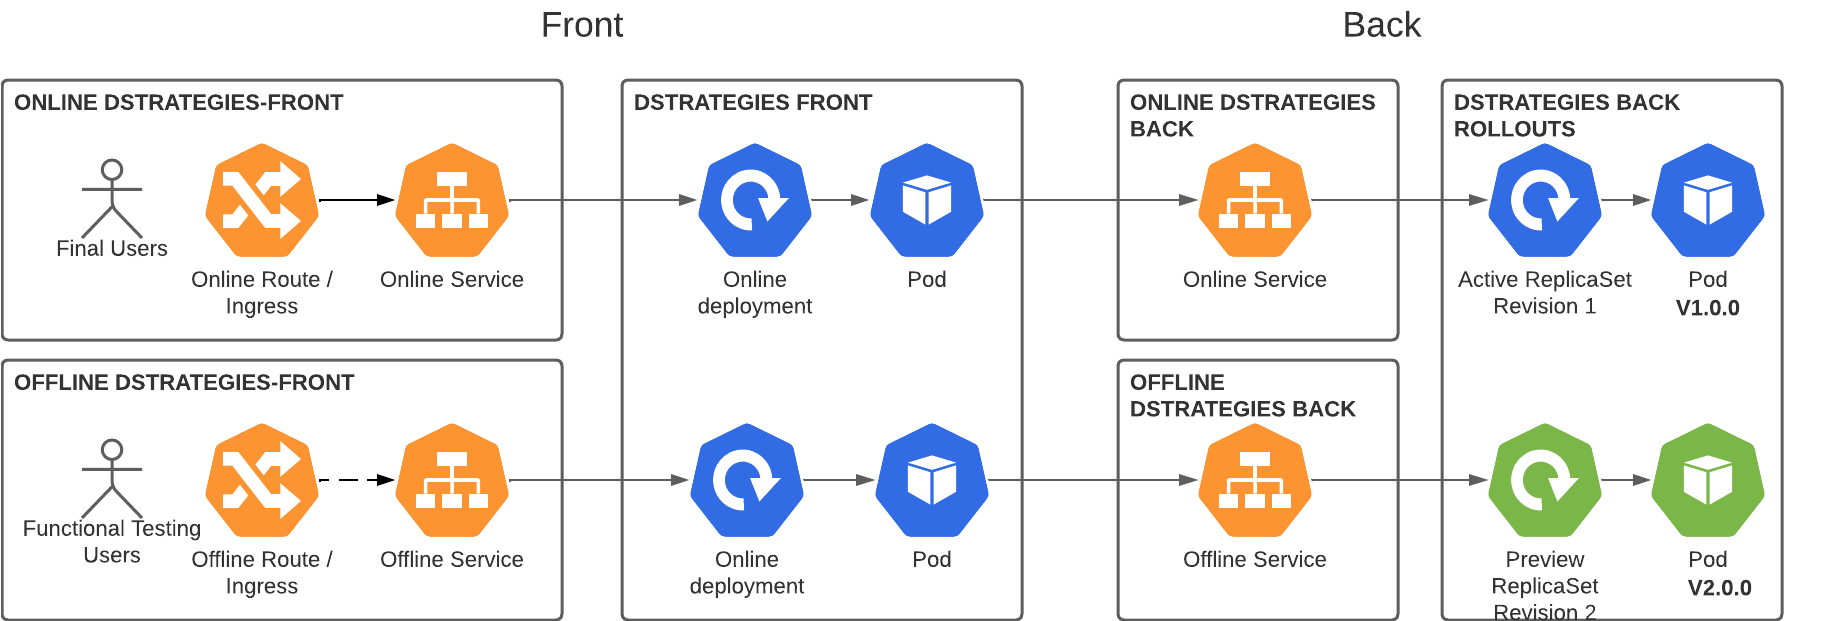 Front
Back
ONLINE DSTRATEGIES-FRONT
Final Users
Online Route /
Ingress
Online Service
DSTRATEGIES FRONT
Online
deployment
Pod
ONLINE DSTRATEGIES
BACK
Online Service
DSTRATEGIES BACK
ROLLOUTS
Active ReplicaSet
Revision 1
Pod
V1.0.0
OFFLINE DSTRATEGIES-FRONT
Functional Testing
Users
Offline Route /
Ingress
Offline Service
Online
deployment
Pod
OFFLINE
DSTRATEGIES BACK
Offline Service
Preview
ReplicaSet
Revision 2
Pod
V2.0.0